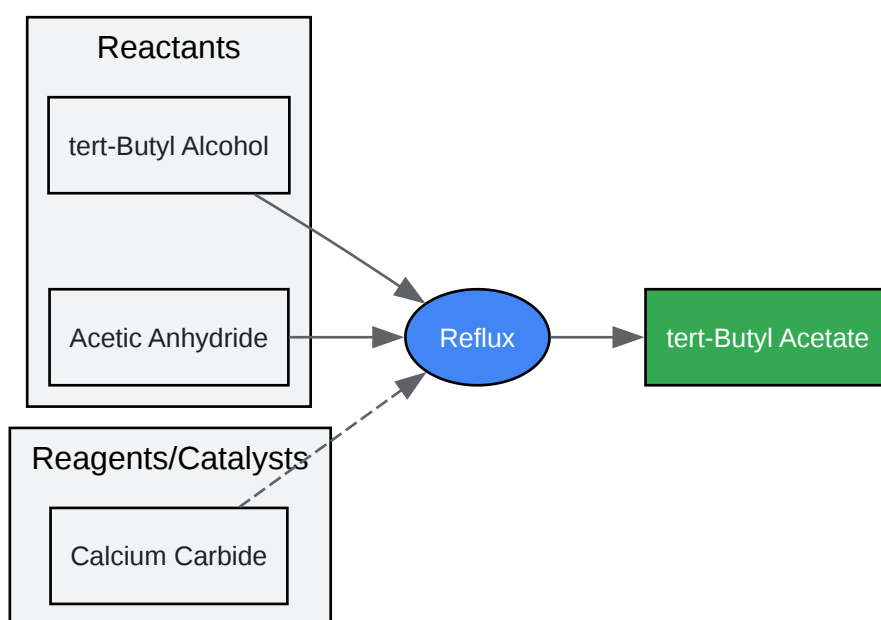 Reactants
tert-Butyl Alcohol
Acetic Anhydride
Reflux
tert-Butyl Acetate
Reagents/Catalysts
Calcium Carbide